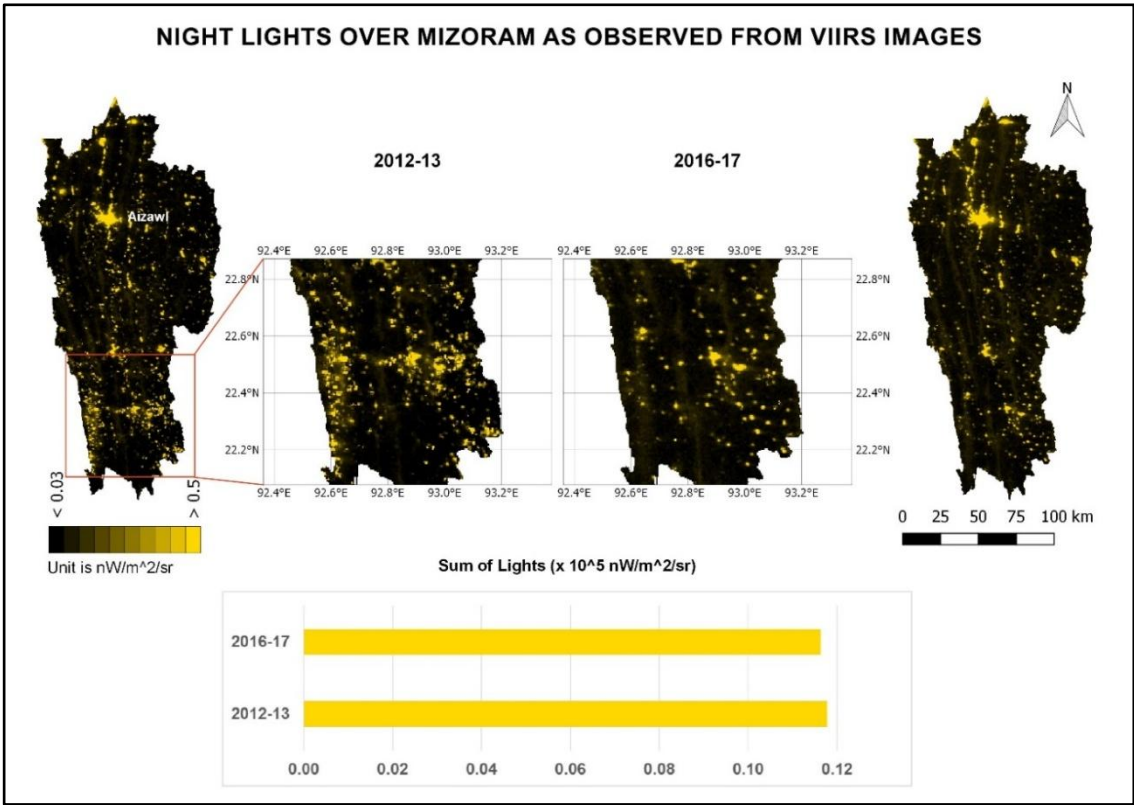 NIGHT LIGHTS OVER MIZORAM AS OBSERVED FROM VIIRS IMAGES
N
2012-13
2016-17
Aizawl
92.4°E 92.6°E 92.8°E 93.0°E 93.2°E
92.4°E 92.6°E 92.8°E 93.0°E 93.2°E
22.8°N
22.8°N
22.6°N
22.6°N
22.4°N
22.4°N
22.2°N
22.2°N
92.4°E 92.6°E 92.8°E 93.0°E 93.2°E
92.4°E 92.6°E 92.8°E 93.0°E 93.2°E
< 0.03
> 0.5
Unit is nW/m^2/sr
0 25 50 75 100 km
Sum of Lights (x 10^5 nW/m^2/sr)
2016-17
2012-13
0.00 0.02 0.04 0.06 0.08 0.10 0.12